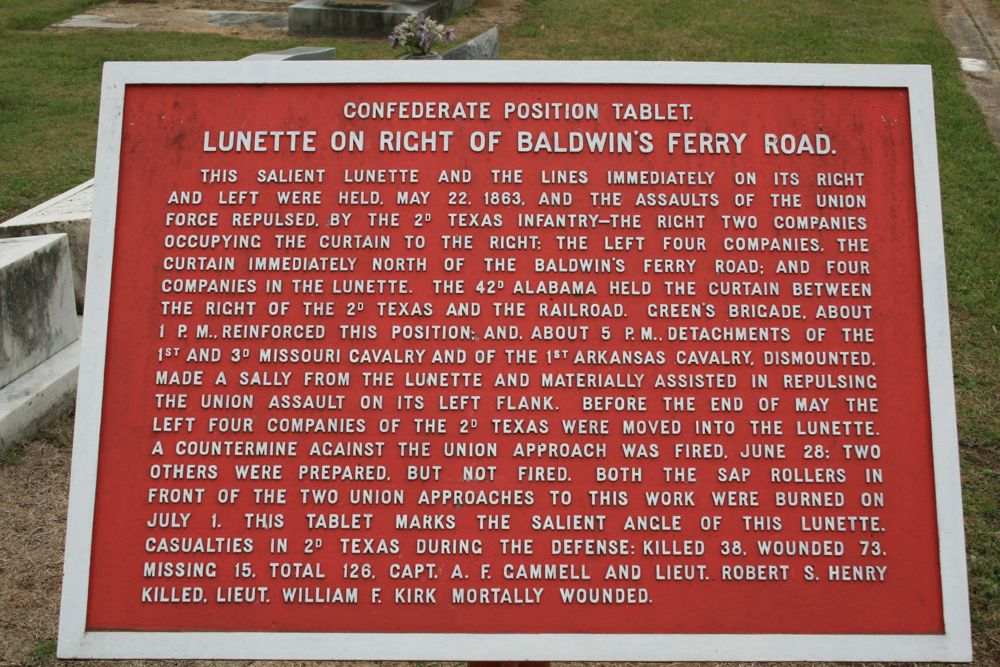 CONFEDERATE POSITION TABLET.
LUNETTE ON RIGHT OF BALDWIN'S FERRY ROAD.
THIS SALIENT LUNETTE AND THE LINES IMMEDIATELY ON ITS RIGHT
AND LEFT WERE HELD, MAY 22, 1863, AND THE ASSAULTS OF THE UNION
FORCE REPULSED, BY THE 2D TEXAS INFANTRY—THE RIGHT TWO COMPANIES
OCCUPYING THE CURTAIN TO THE RIGHT; THE LEFT FOUR COMPANIES, THE
CURTAIN IMMEDIATELY NORTH OF THE BALDWIN'S FERRY ROAD; AND FOUR
COMPANIES IN THE LUNETTE. THE 42D ALABAMA HELD THE CURTAIN BETWEEN
THE RIGHT OF THE 2D TEXAS AND THE RAILROAD. GREEN'S BRIGADE, ABOUT
1 P.M., REINFORCED THIS POSITION; AND, ABOUT 5 P.M., DETACHMENTS OF THE
1ST AND 3D MISSOURI CAVALRY AND OF THE 1ST ARKANSAS CAVALRY, DISMOUNTED,
MADE A SALLY FROM THE LUNETTE AND MATERIALLY ASSISTED IN REPULSING
THE UNION ASSAULT ON ITS LEFT FLANK. BEFORE THE END OF MAY THE
LEFT FOUR COMPANIES OF THE 2D TEXAS WERE MOVED INTO THE LUNETTE.
A COUNTERMINE AGAINST THE UNION APPROACH WAS FIRED, JUNE 28; TWO
OTHERS WERE PREPARED, BUT NOT FIRED. BOTH THE SAP ROLLERS IN
FRONT OF THE TWO UNION APPROACHES TO THIS WORK WERE BURNED ON
JULY 1. THIS TABLET MARKS THE SALIENT ANGLE OF THIS LUNETTE.
CASUALTIES IN 2D TEXAS DURING THE DEFENSE: KILLED 38, WOUNDED 73,
MISSING 15, TOTAL 126, CAPT. A. F. GAMMELL AND LIEUT. ROBERT S. HENRY
KILLED, LIEUT. WILLIAM F. KIRK MORTALLY WOUNDED.